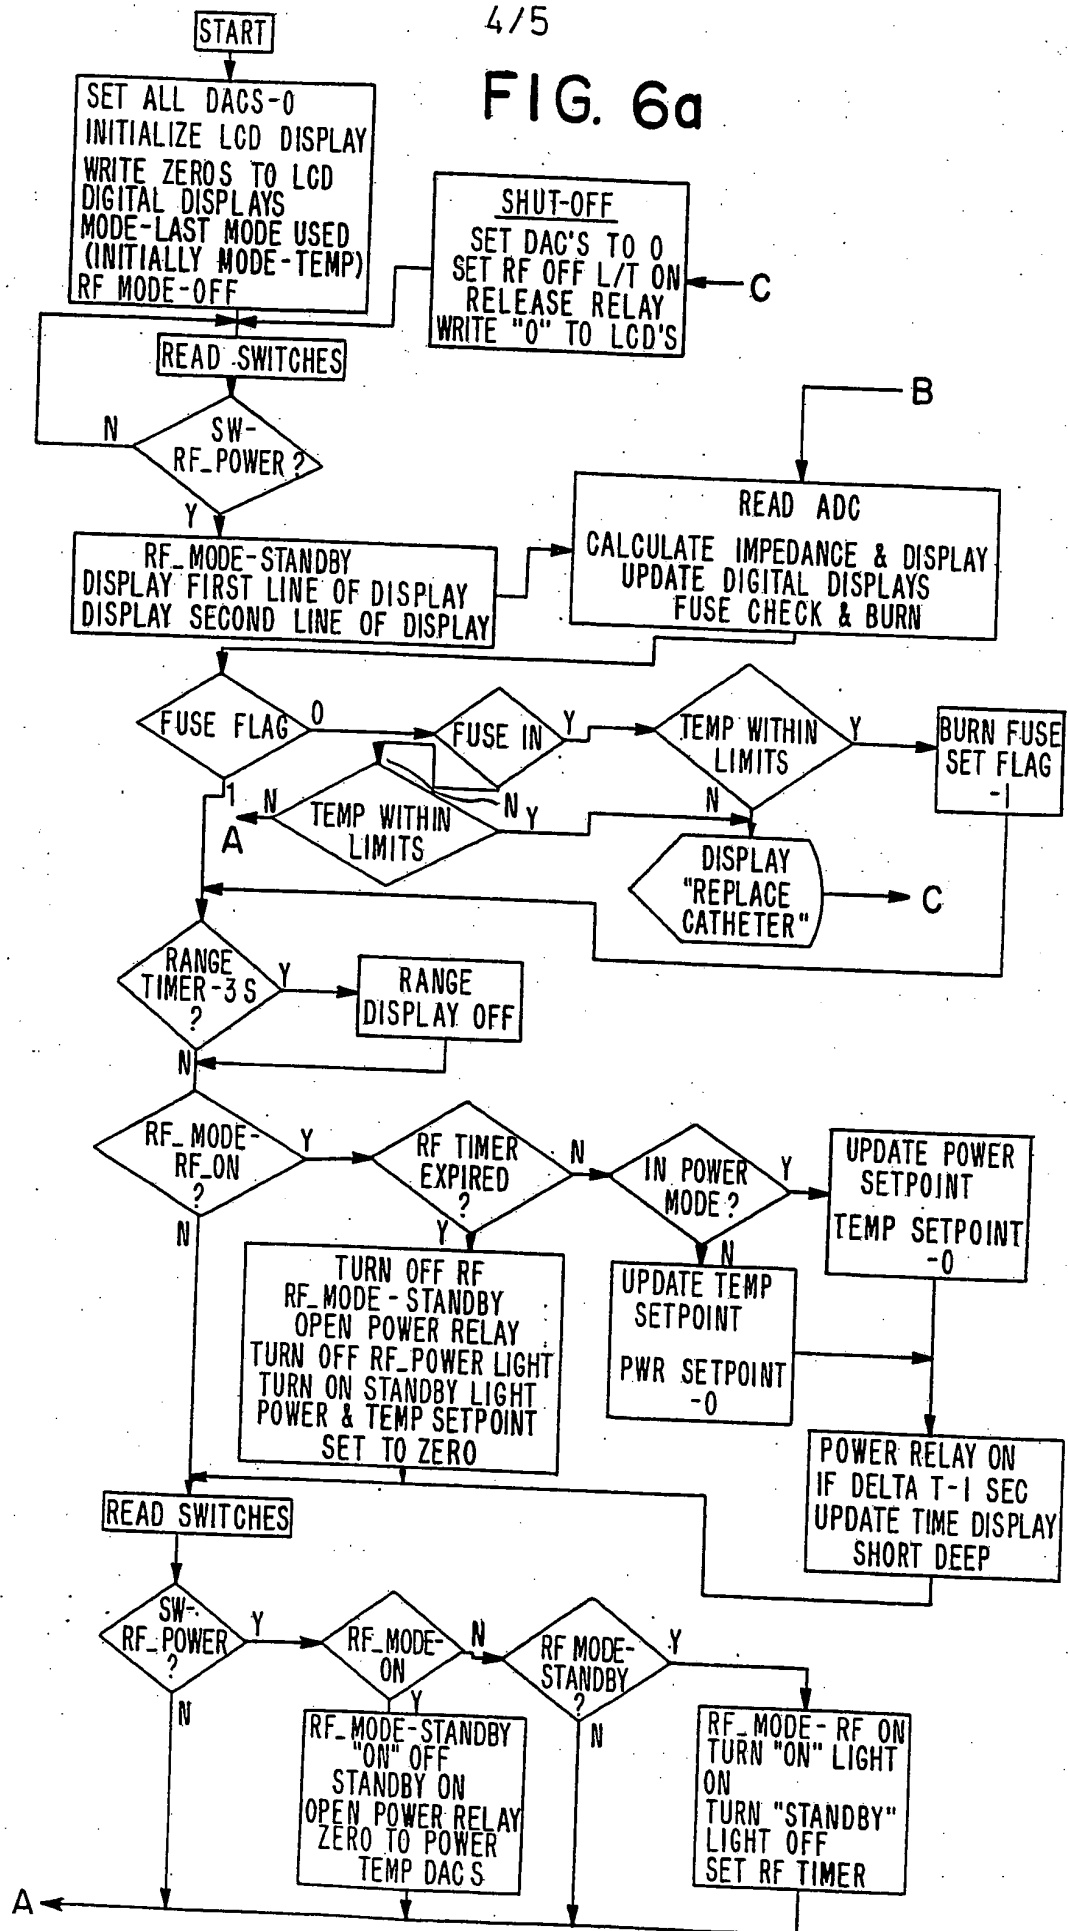 4/5
FIG. 6a
START
SET ALL DACS-0
INITIALIZE LCD DISPLAY
WRITE ZEROS TO LCD
DIGITAL DISPLAYS
MODE-LAST MODE USED
(INITIALLY MODE-TEMP)
RF MODE-OFF
SHUT-OFF
SET DAC'S TO 0
SET RF OFF L/T ON
RELEASE RELAY
WRITE "0" TO LCD'S
C
READ SWITCHES
SW-
RF_POWER?
N
Y
B
RF_MODE-STANDBY
DISPLAY FIRST LINE OF DISPLAY
DISPLAY SECOND LINE OF DISPLAY
READ ADC
CALCULATE IMPEDANCE & DISPLAY
UPDATE DIGITAL DISPLAYS
FUSE CHECK & BURN
FUSE FLAG
0
1
FUSE IN
Y
N
TEMP WITHIN
LIMITS
Y
N
BURN FUSE
SET FLAG
-1
TEMP WITHIN
LIMITS
N
Y
A
DISPLAY
"REPLACE
CATHETER"
C
RANGE
TIMER-3S
?
Y
N
RANGE
DISPLAY OFF
RF_MODE-
RF_ON
?
Y
N
RF TIMER
EXPIRED
?
N
Y
IN POWER
MODE?
Y
N
UPDATE POWER
SETPOINT
TEMP SETPOINT
-0
TURN OFF RF
RF_MODE-STANDBY
OPEN POWER RELAY
TURN OFF RF_POWER LIGHT
TURN ON STANDBY LIGHT
POWER & TEMP SETPOINT
SET TO ZERO
UPDATE TEMP
SETPOINT
PWR SETPOINT
-0
POWER RELAY ON
IF DELTA T-1 SEC
UPDATE TIME DISPLAY
SHORT DEEP
READ SWITCHES
SW-
RF_POWER
?
Y
N
RF_MODE-
ON
N
Y
RF MODE-
STANDBY
?
Y
N
RF_MODE-STANDBY
"ON" OFF
STANDBY ON
OPEN POWER RELAY
ZERO TO POWER
TEMP DACS
RF_MODE-RF ON
TURN "ON" LIGHT
ON
TURN "STANDBY"
LIGHT OFF
SET RF TIMER
A